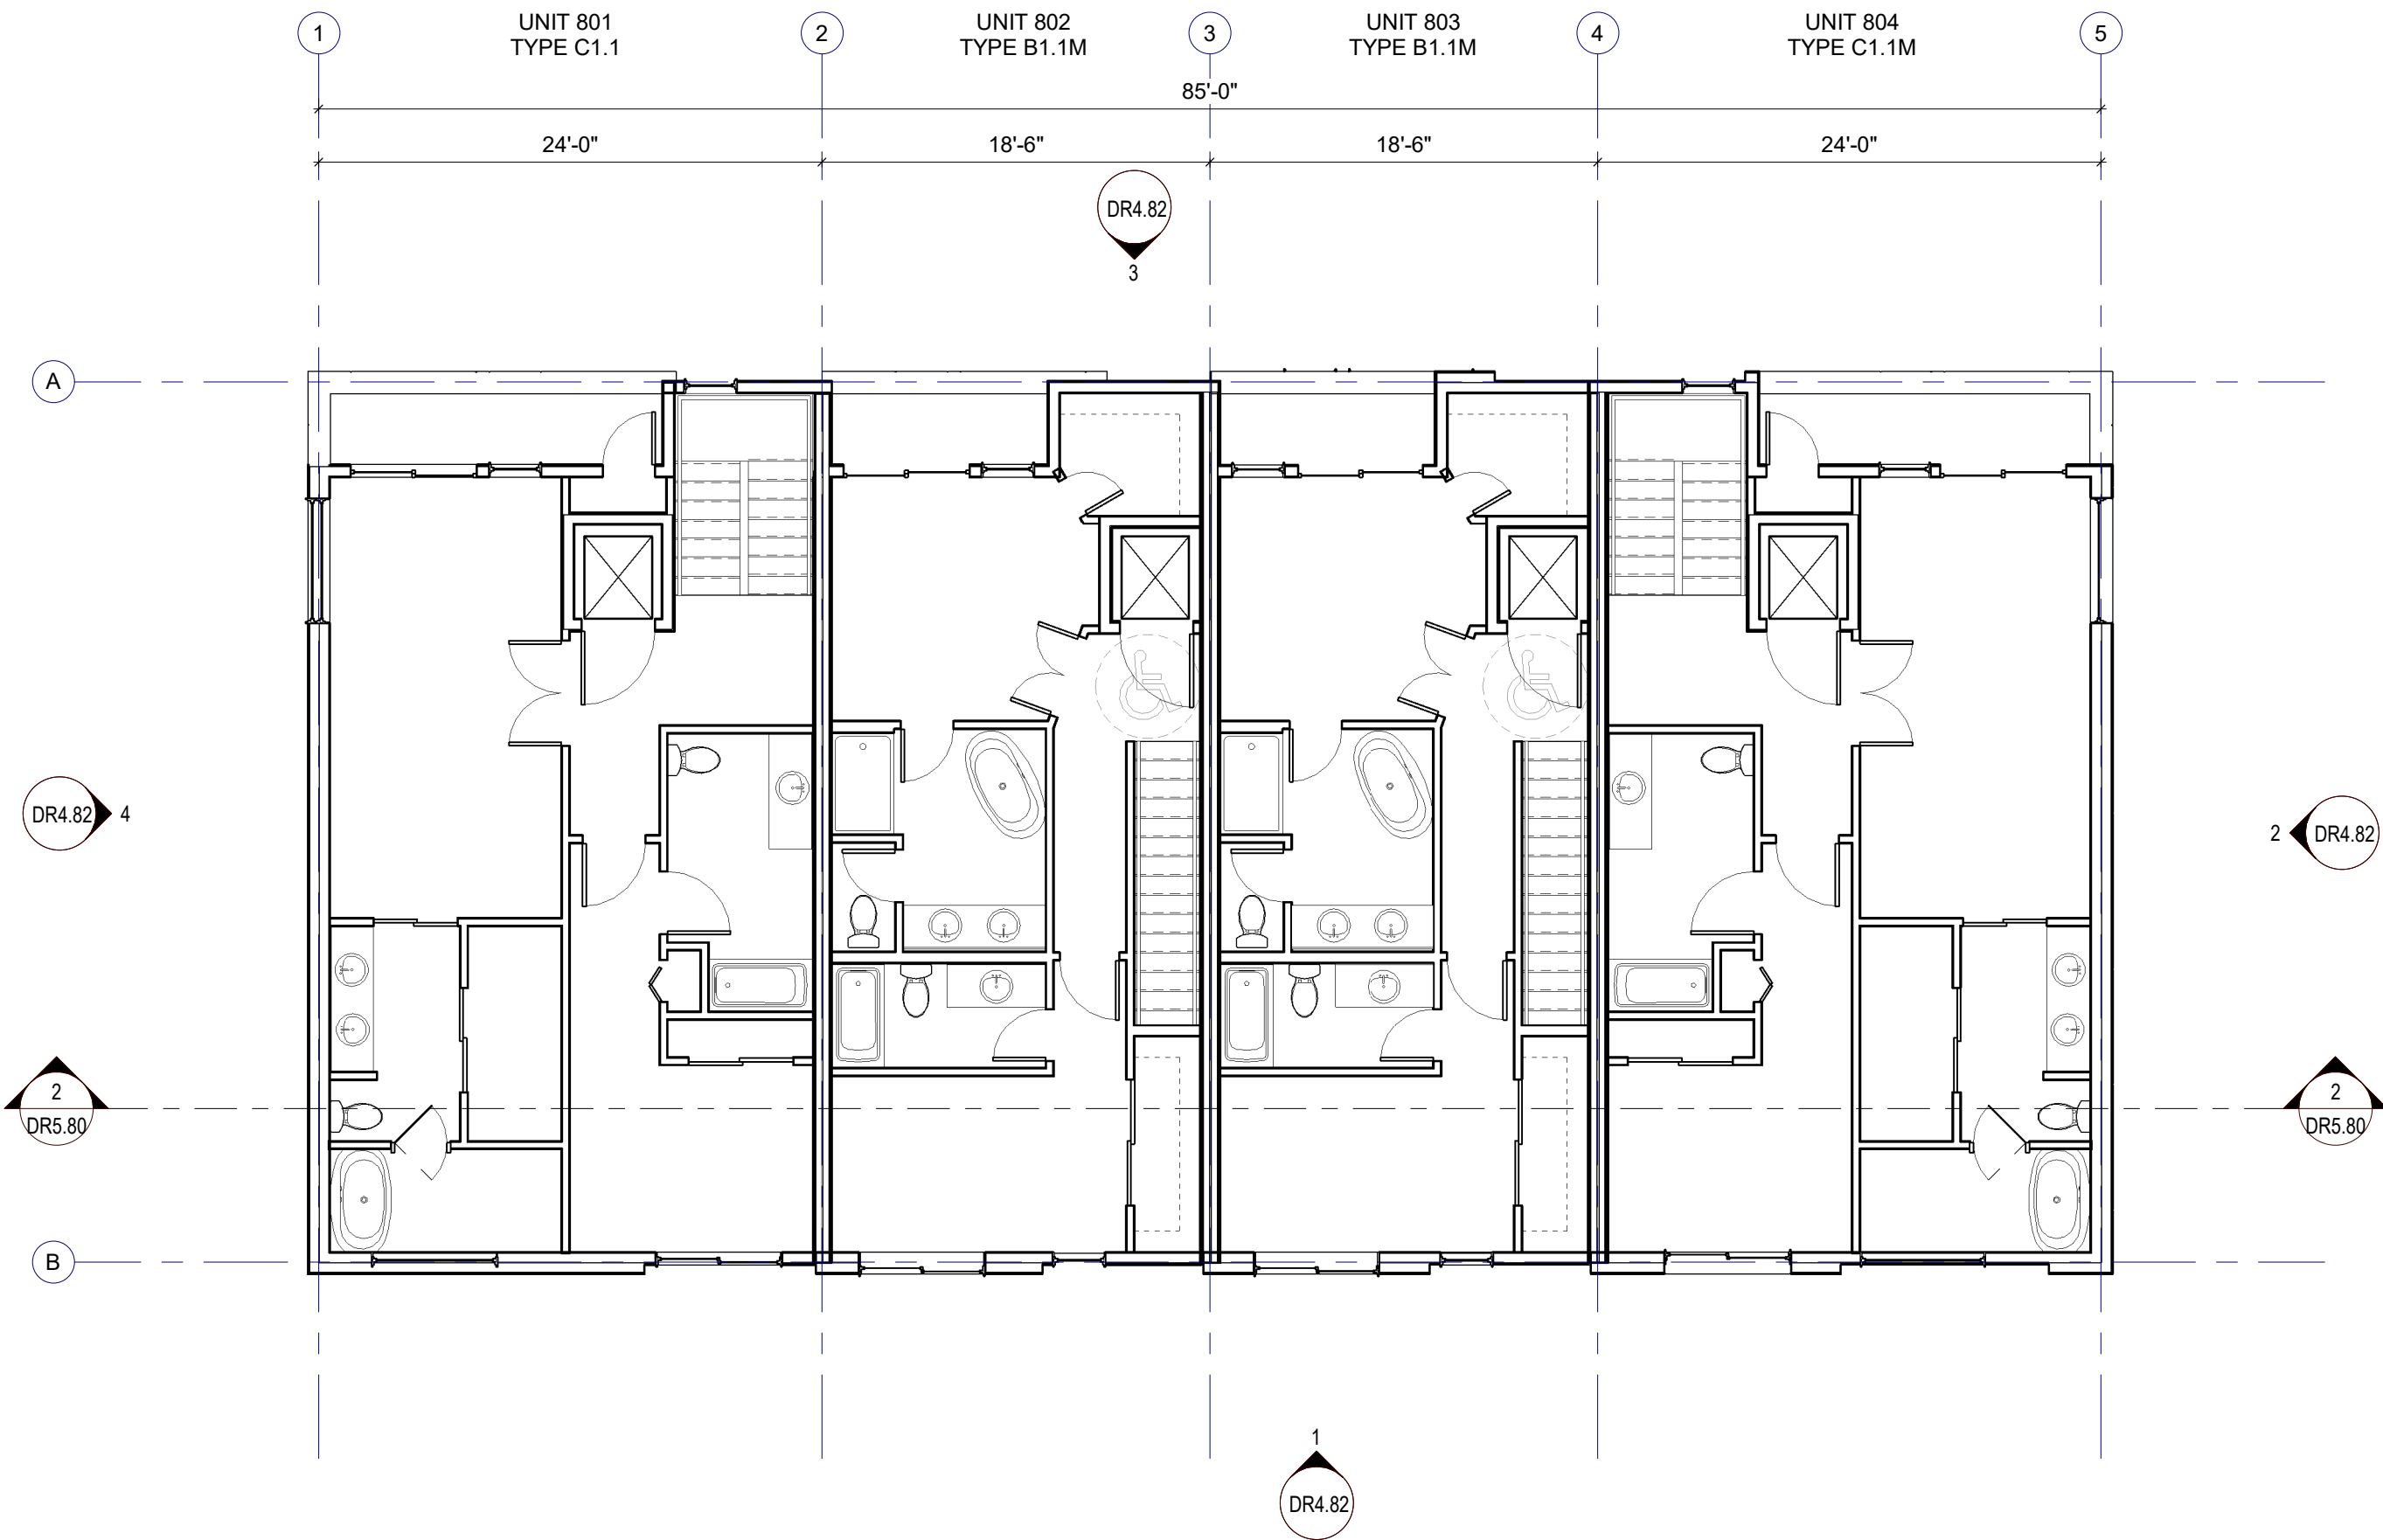 1
UNIT 801
TYPE C1.1
2
UNIT 802
TYPE B1.1M
3
UNIT 803
TYPE B1.1M
4
UNIT 804
TYPE C1.1M
5
85'-0"
24'-0"
18'-6"
18'-6"
24'-0"
DR4.82
3
A
DR4.82
4
2
DR4.82
2
DR5.80
2
DR5.80
B
1
DR4.82